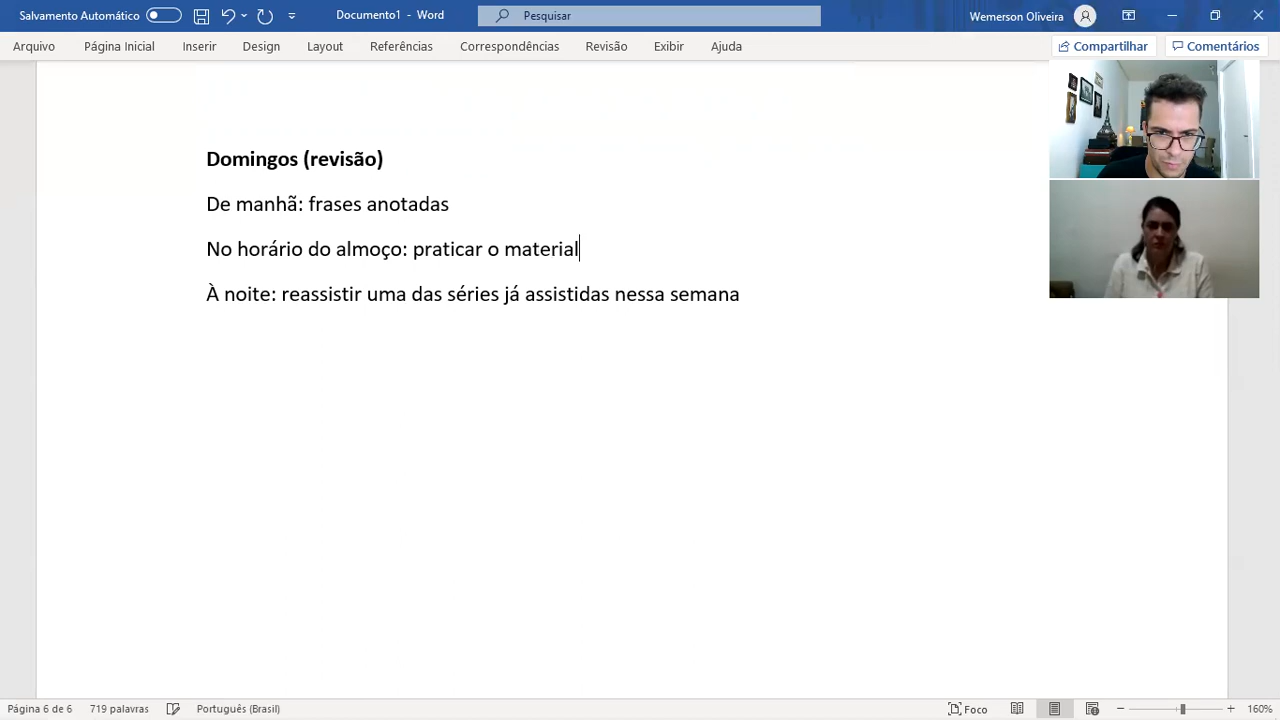 Salvamento Automático
Documento1 - Word
Pesquisar
Wemerson Oliveira
Arquivo
Página Inicial
Inserir
Design
Layout
Referências
Correspondências
Revisão
Exibir
Ajuda
Compartilhar
Comentários
Domingos (revisão)
De manhã: frases anotadas
No horário do almoço: praticar o material
À noite: reassistir uma das séries já assistidas nessa semana
Página 6 de 6
719 palavras
Português (Brasil)
Foco
160%